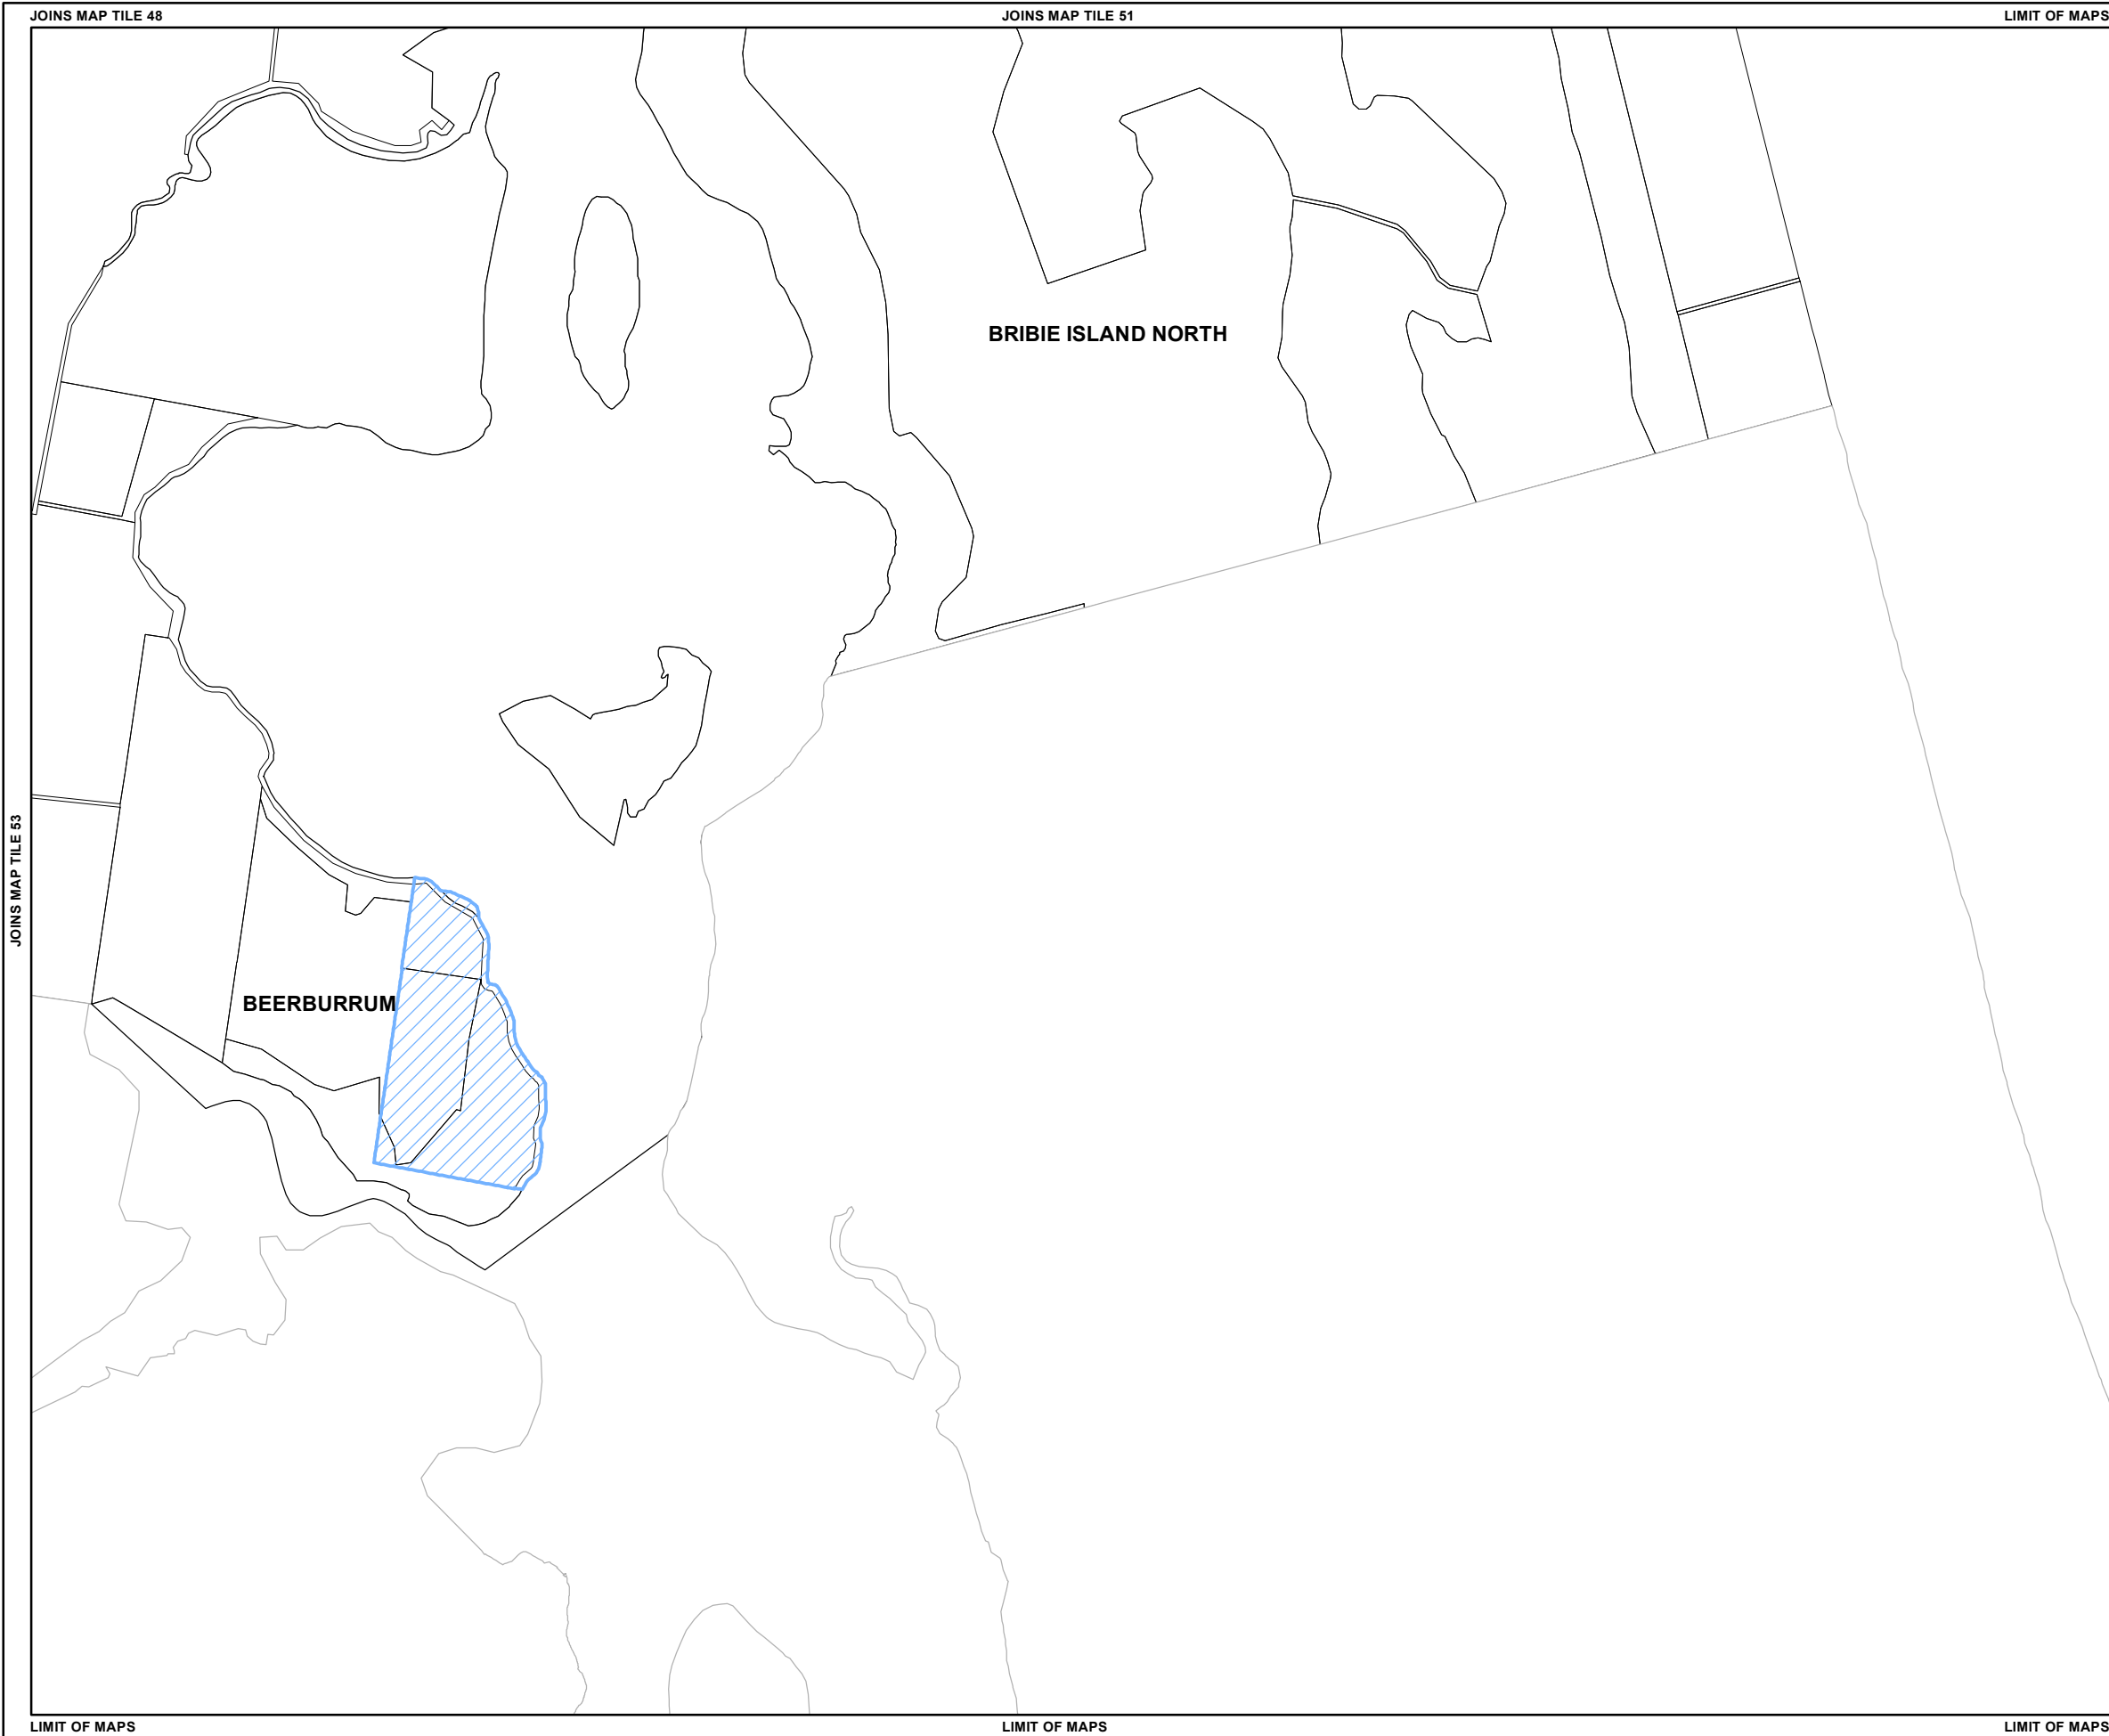 JOINS MAP TILE 48
JOINS MAP TILE 51
LIMIT OF MAPS
BRIBIE ISLAND NORTH
JOINS MAP TILE 53
BEERBURRUM
LIMIT OF MAPS
LIMIT OF MAPS
LIMIT OF MAPS